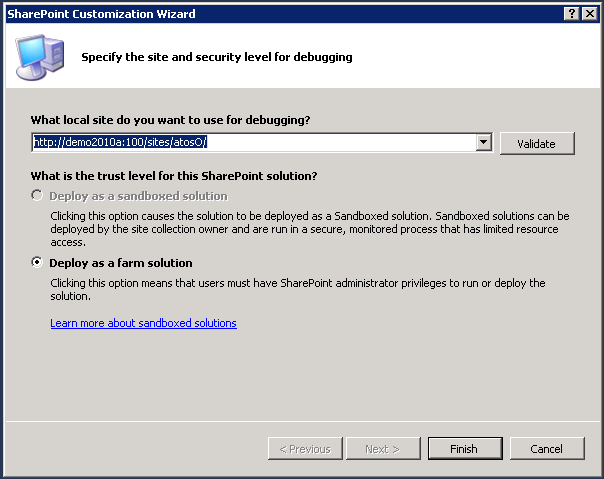 SharePoint Customization Wizard
Specify the site and security level for debugging
What local site do you want to use for debugging?
http://demo2010a:100/sites/atosO/
Validate
What is the trust level for this SharePoint solution?
Deploy as a sandboxed solution
Clicking this option causes the solution to be deployed as a Sandboxed solution. Sandboxed solutions can be
deployed by the site collection owner and are run in a secure, monitored process that has limited resource
access.
Deploy as a farm solution
Clicking this option means that users must have SharePoint administrator privileges to run or deploy the
solution.
Learn more about sandboxed solutions
< Previous
Next >
Finish
Cancel